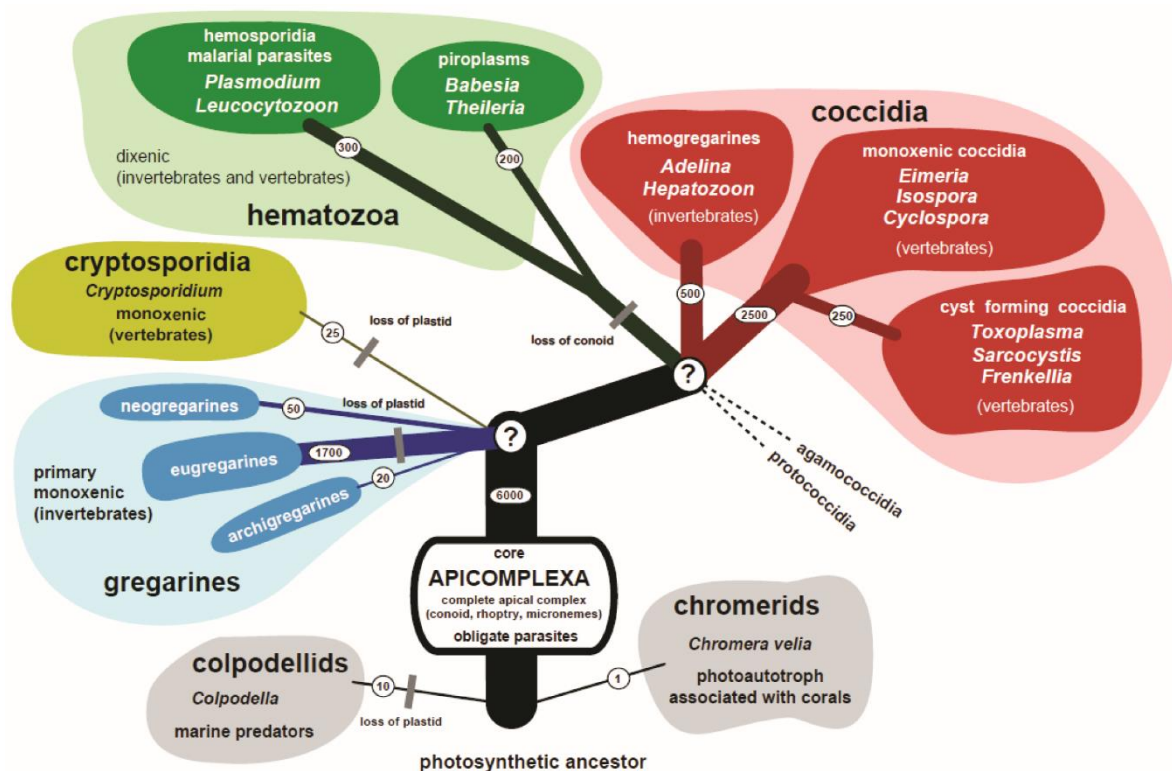 hemosporidia
malarial parasites
Plasmodium
Leucocytozoon
piroplasms
Babesia
Theileria
300
200
dixenic
(invertebrates and vertebrates)
hematozoa
coccidia
hemogregarines
Adelina
Hepatozoon
(invertebrates)
monoxenic coccidia
Eimeria
Isospora
Cyclospora
(vertebrates)
500
2500
250
cyst forming coccidia
Toxoplasma
Sarcocystis
Frenkellia
(vertebrates)
cryptosporidia
Cryptosporidium
monoxenic
(vertebrates)
25
loss of plastid
loss of conoid
?
agamococcidia
protococcidia
neogregarines
50
loss of plastid
?
eugregarines
1700
primary
monoxenic
(invertebrates)
20
archigregarines
gregarines
6000
core
APICOMPLEXA
complete apical complex
(conoid, rhoptry, micronemes)
obligate parasites
colpodellids
Colpodella
marine predators
10
loss of plastid
chromerids
Chromera velia
photoautotroph
associated with corals
1
photosynthetic ancestor